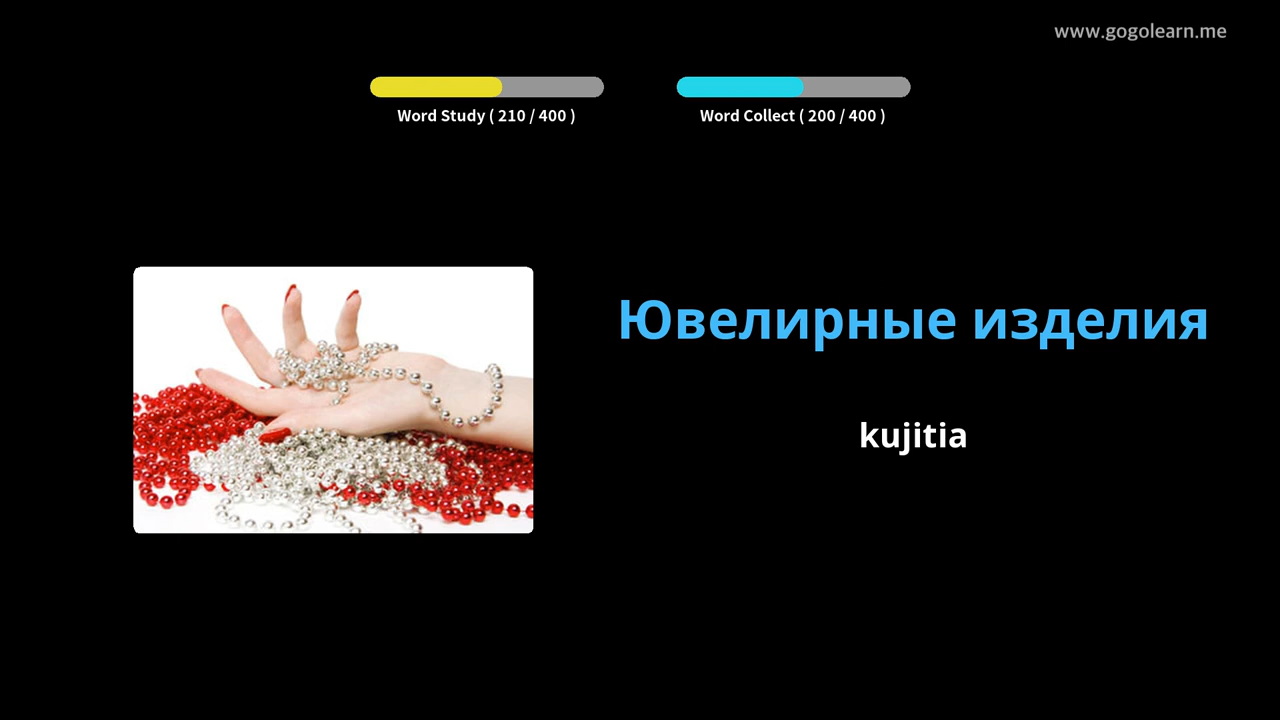 www.gogolearn.me
Word Study ( 210 / 400 )
Word Collect ( 200 / 400 )
Ювелирные изделия
kujitia